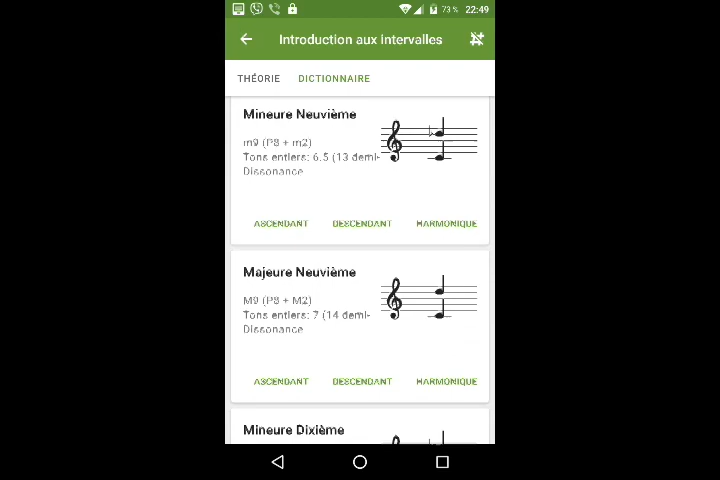 73 % 22:49
Introduction aux intervalles
THÉORIE DICTIONNAIRE
Mineure Neuvième
m9 (P8 + m2)
Tons entiers: 6.5 (13 demi-
Dissonance
ASCENDANT DESCENDANT HARMONIQUE
Majeure Neuvième
M9 (P8 + M2)
Tons entiers: 7 (14 demi-
Dissonance
ASCENDANT DESCENDANT HARMONIQUE
Mineure Dixième